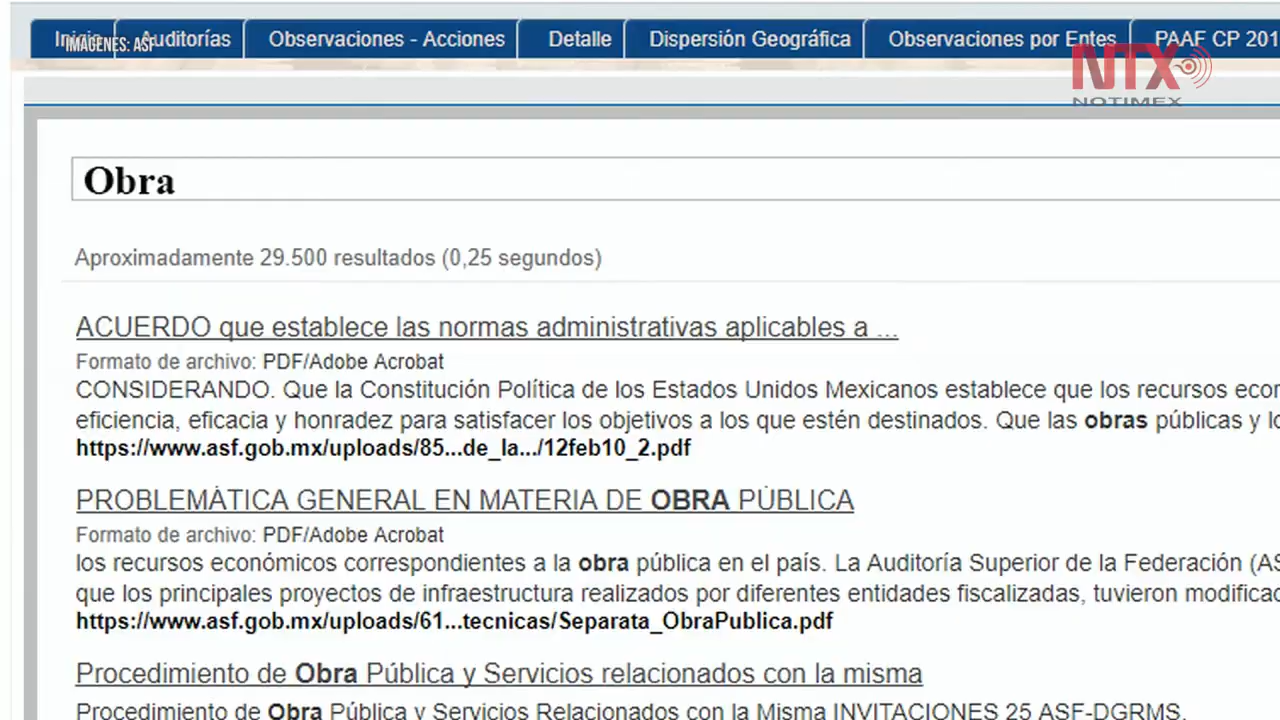 Inicio
Auditorías
Observaciones - Acciones
Detalle
Dispersión Geográfica
Observaciones por Entes
PAAF CP 201
IMÁGENES: ASF
NTX
NOTIMEX
Obra
Aproximadamente 29.500 resultados (0,25 segundos)
ACUERDO que establece las normas administrativas aplicables a ...
Formato de archivo: PDF/Adobe Acrobat
CONSIDERANDO. Que la Constitución Política de los Estados Unidos Mexicanos establece que los recursos econ
eficiencia, eficacia y honradez para satisfacer los objetivos a los que estén destinados. Que las obras públicas y lo
https://www.asf.gob.mx/uploads/85...de_la.../12feb10_2.pdf
PROBLEMÁTICA GENERAL EN MATERIA DE OBRA PÚBLICA
Formato de archivo: PDF/Adobe Acrobat
los recursos económicos correspondientes a la obra pública en el país. La Auditoría Superior de la Federación (AS
que los principales proyectos de infraestructura realizados por diferentes entidades fiscalizadas, tuvieron modificac
https://www.asf.gob.mx/uploads/61...tecnicas/Separata_ObraPublica.pdf
Procedimiento de Obra Pública y Servicios relacionados con la misma
Procedimiento de Obra Pública y Servicios Relacionados con la Misma INVITACIONES 25 ASF-DGRMS.